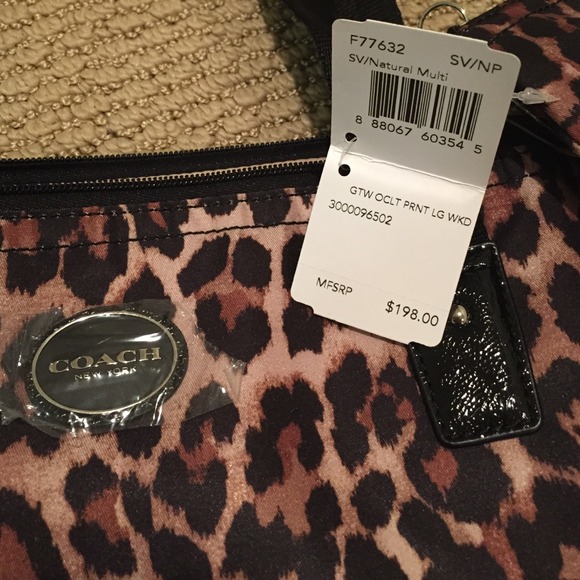 F77632 SV/NP
SV/Natural Multi
8 88067 60354 5
GTW OCLT PRNT LG WKD
3000096502
MFSRP $198.00
COACH
NEW YORK